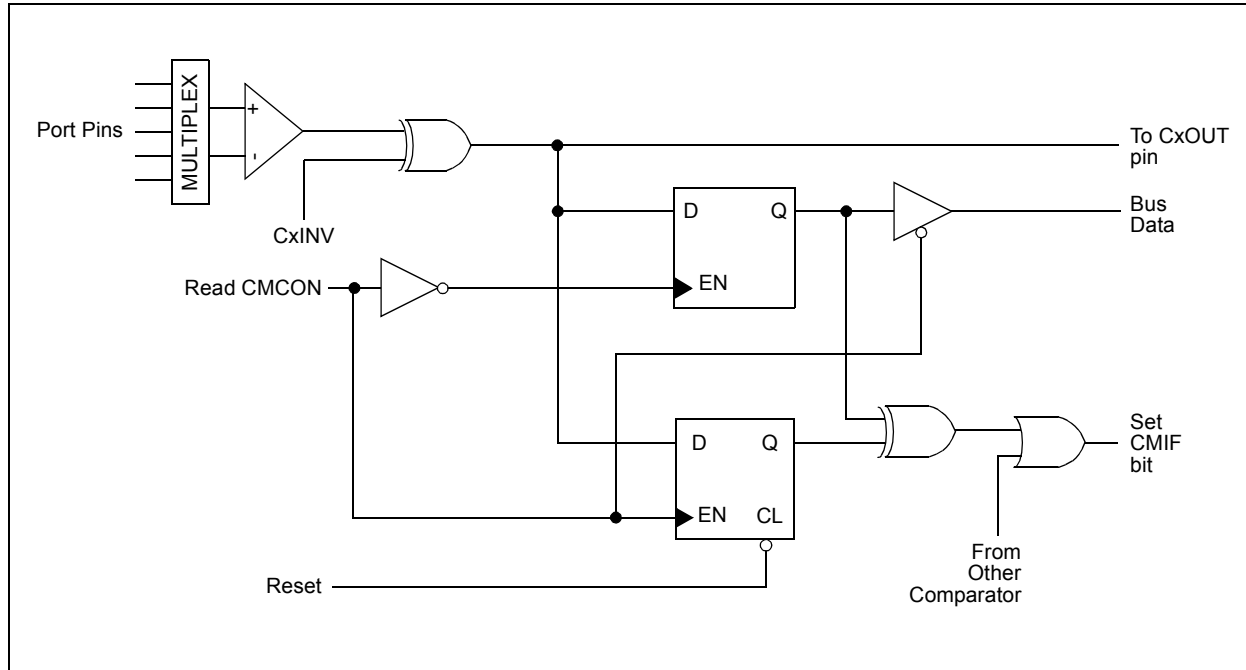 MULTIPLEX
+
-
Port Pins
CxINV
To CxOUT
pin
D
Q
EN
Bus
Data
Read CMCON
D
Q
EN
CL
Set
CMIF
bit
From
Other
Comparator
Reset